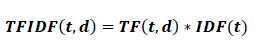 TFIDF(t,d) = TF(t,d) * IDF(t)